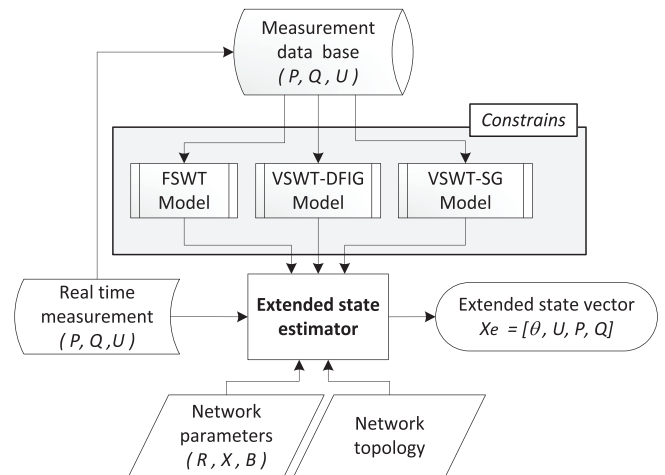 Measurement
data base
( P, Q , U )
Constrains
FSWT
Model
VSWT-DFIG
Model
VSWT-SG
Model
Real time
measurement
( P, Q ,U )
Extended state
estimator
Extended state vector
Xe = [θ , U, P, Q]
Network
parameters
( R , X , B )
Network
topology